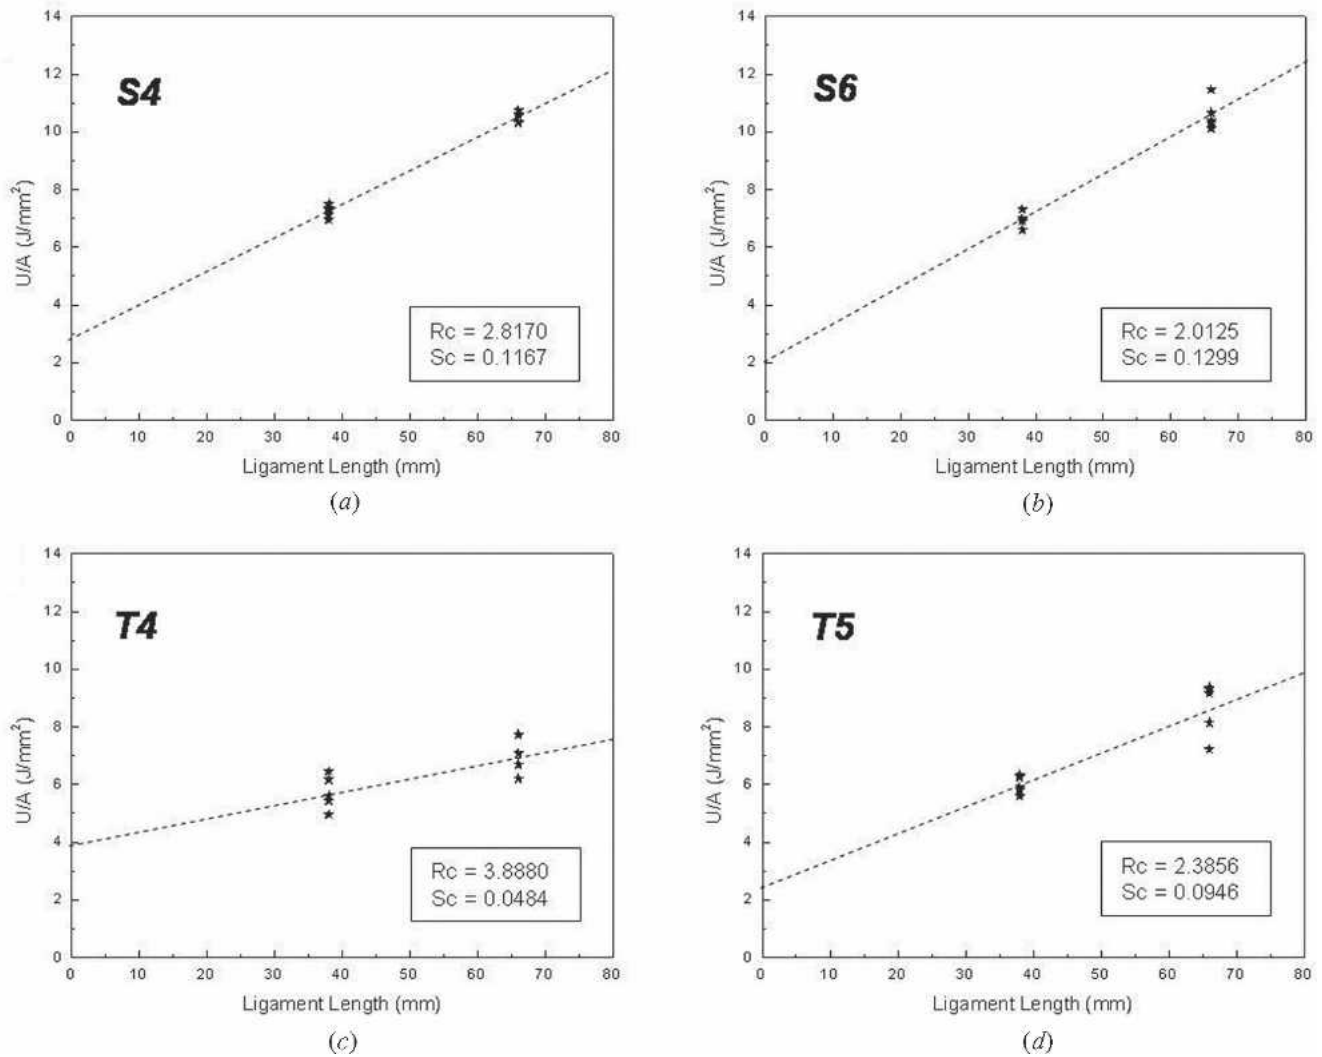 14
12
10
8
6
4
2
0
U/A (J/mm²)
S4
Rc = 2.8170
Sc = 0.1167
0 10 20 30 40 50 60 70 80
Ligament Length (mm)
(a)
14
12
10
8
6
4
2
0
U/A (J/mm²)
S6
Rc = 2.0125
Sc = 0.1299
0 10 20 30 40 50 60 70 80
Ligament Length (mm)
(b)
14
12
10
8
6
4
2
0
U/A (J/mm²)
T4
Rc = 3.8880
Sc = 0.0484
0 10 20 30 40 50 60 70 80
Ligament Length (mm)
(c)
14
12
10
8
6
4
2
0
U/A (J/mm²)
T5
Rc = 2.3856
Sc = 0.0946
0 10 20 30 40 50 60 70 80
Ligament Length (mm)
(d)